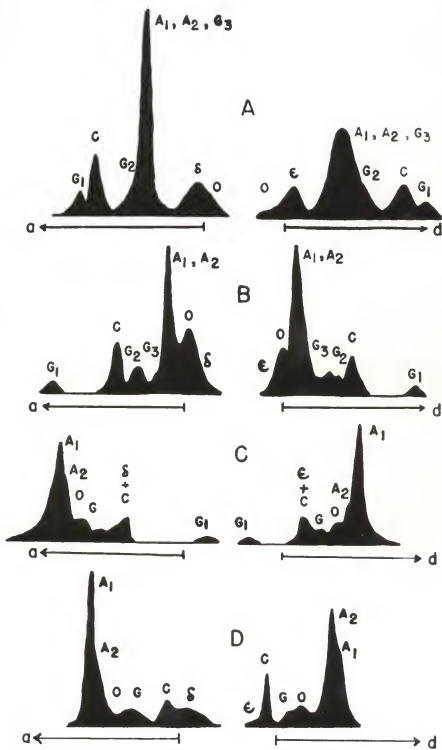 A₁, A₂, G₃
A
C
G₁
G₂
δ
O
a
A₁, A₂, G₃
O
ε
G₂
C
G₁
d
A₁, A₂
B
C
G₂
G₃
O
G₁
δ
a
A₁, A₂
O
ε
G₃
G₂
C
G₁
d
A₁
C
A₂
O
G
δ
+
C
G₁
a
A₁
ε
+
C
G
O
A₂
G₁
d
A₁
D
A₂
O
G
C
δ
a
A₂
A₁
C
ε
G
O
d